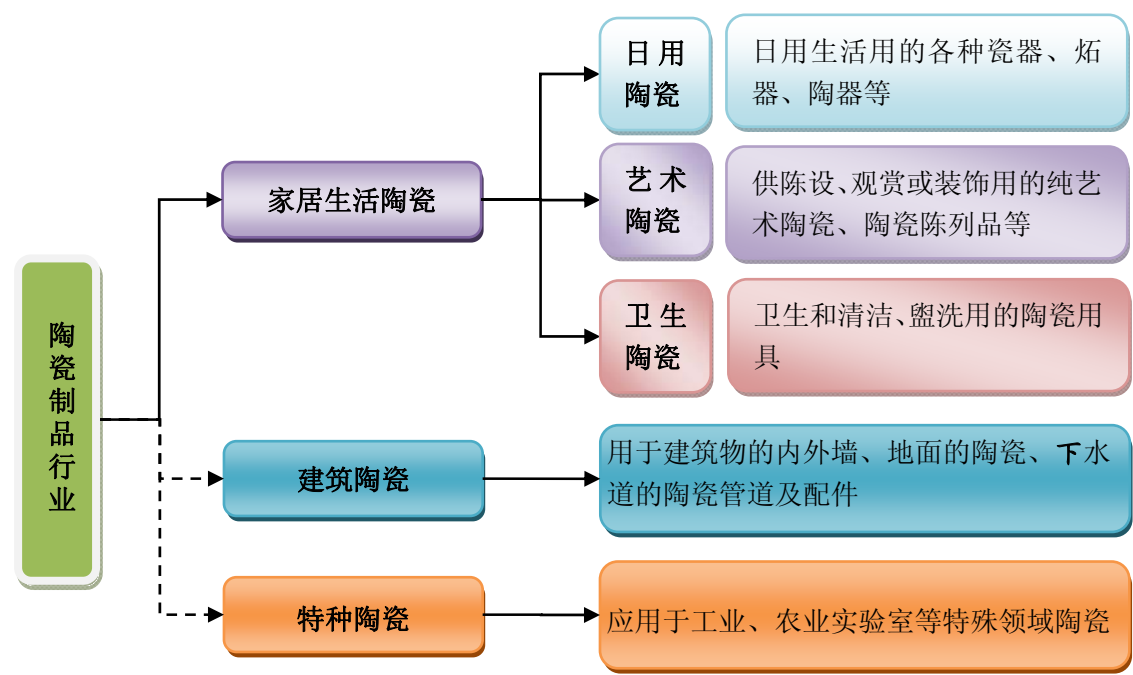 陶瓷制品行业
家居生活陶瓷
日用
陶瓷
日用生活用的各种瓷器、炻
器、陶器等
艺术
陶瓷
供陈设、观赏或装饰用的纯艺
术陶瓷、陶瓷陈列品等
卫生
陶瓷
卫生和清洁、盥洗用的陶瓷用
具
建筑陶瓷
用于建筑物的内外墙、地面的陶瓷、下水
道的陶瓷管道及配件
特种陶瓷
应用于工业、农业实验室等特殊领域陶瓷